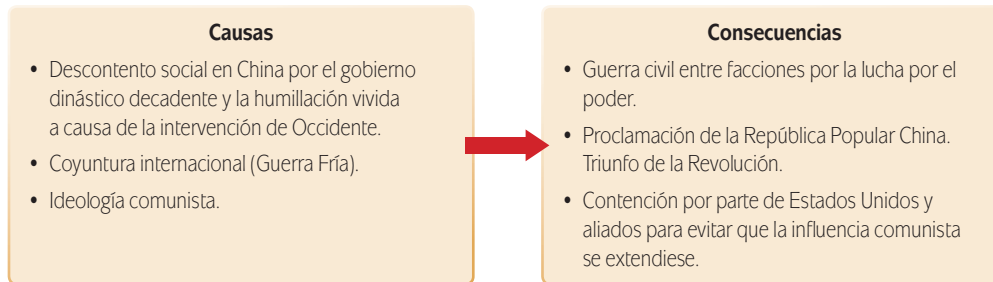 Causas
• Descontento social en China por el gobierno
dinástico decadente y la humillación vivida
a causa de la intervención de Occidente.
• Coyuntura internacional (Guerra Fría).
• Ideología comunista.
Consecuencias
• Guerra civil entre facciones por la lucha por el
poder.
• Proclamación de la República Popular China.
Triunfo de la Revolución.
• Contención por parte de Estados Unidos y
aliados para evitar que la influencia comunista
se extendiese.